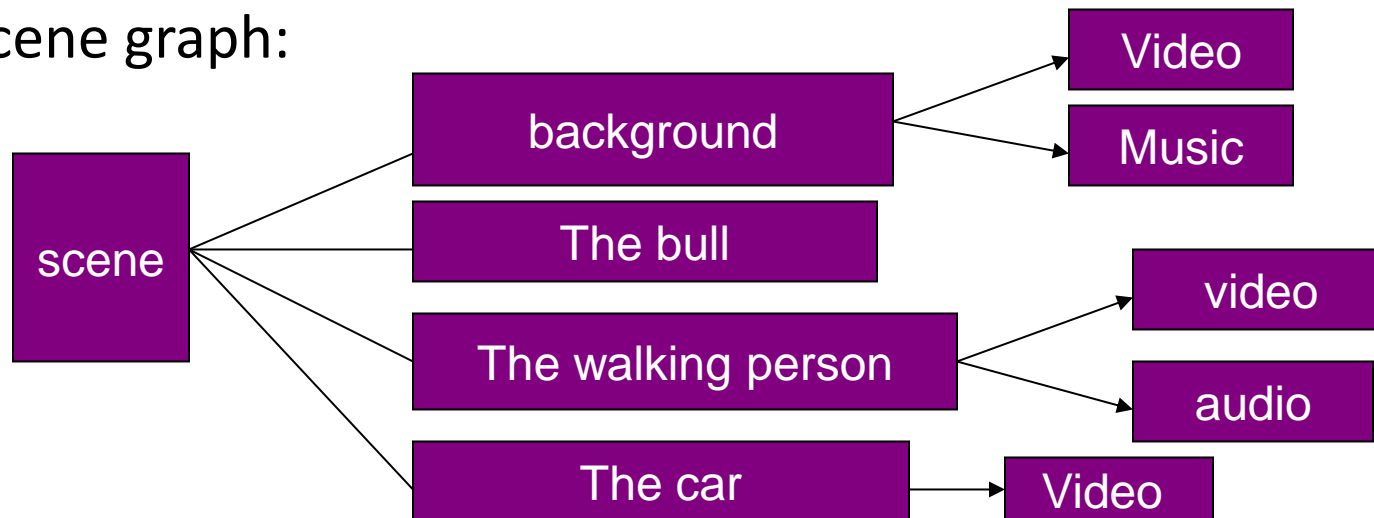 cene graph:
Video
background
Music
scene
The bull
video
The walking person
audio
The car
Video